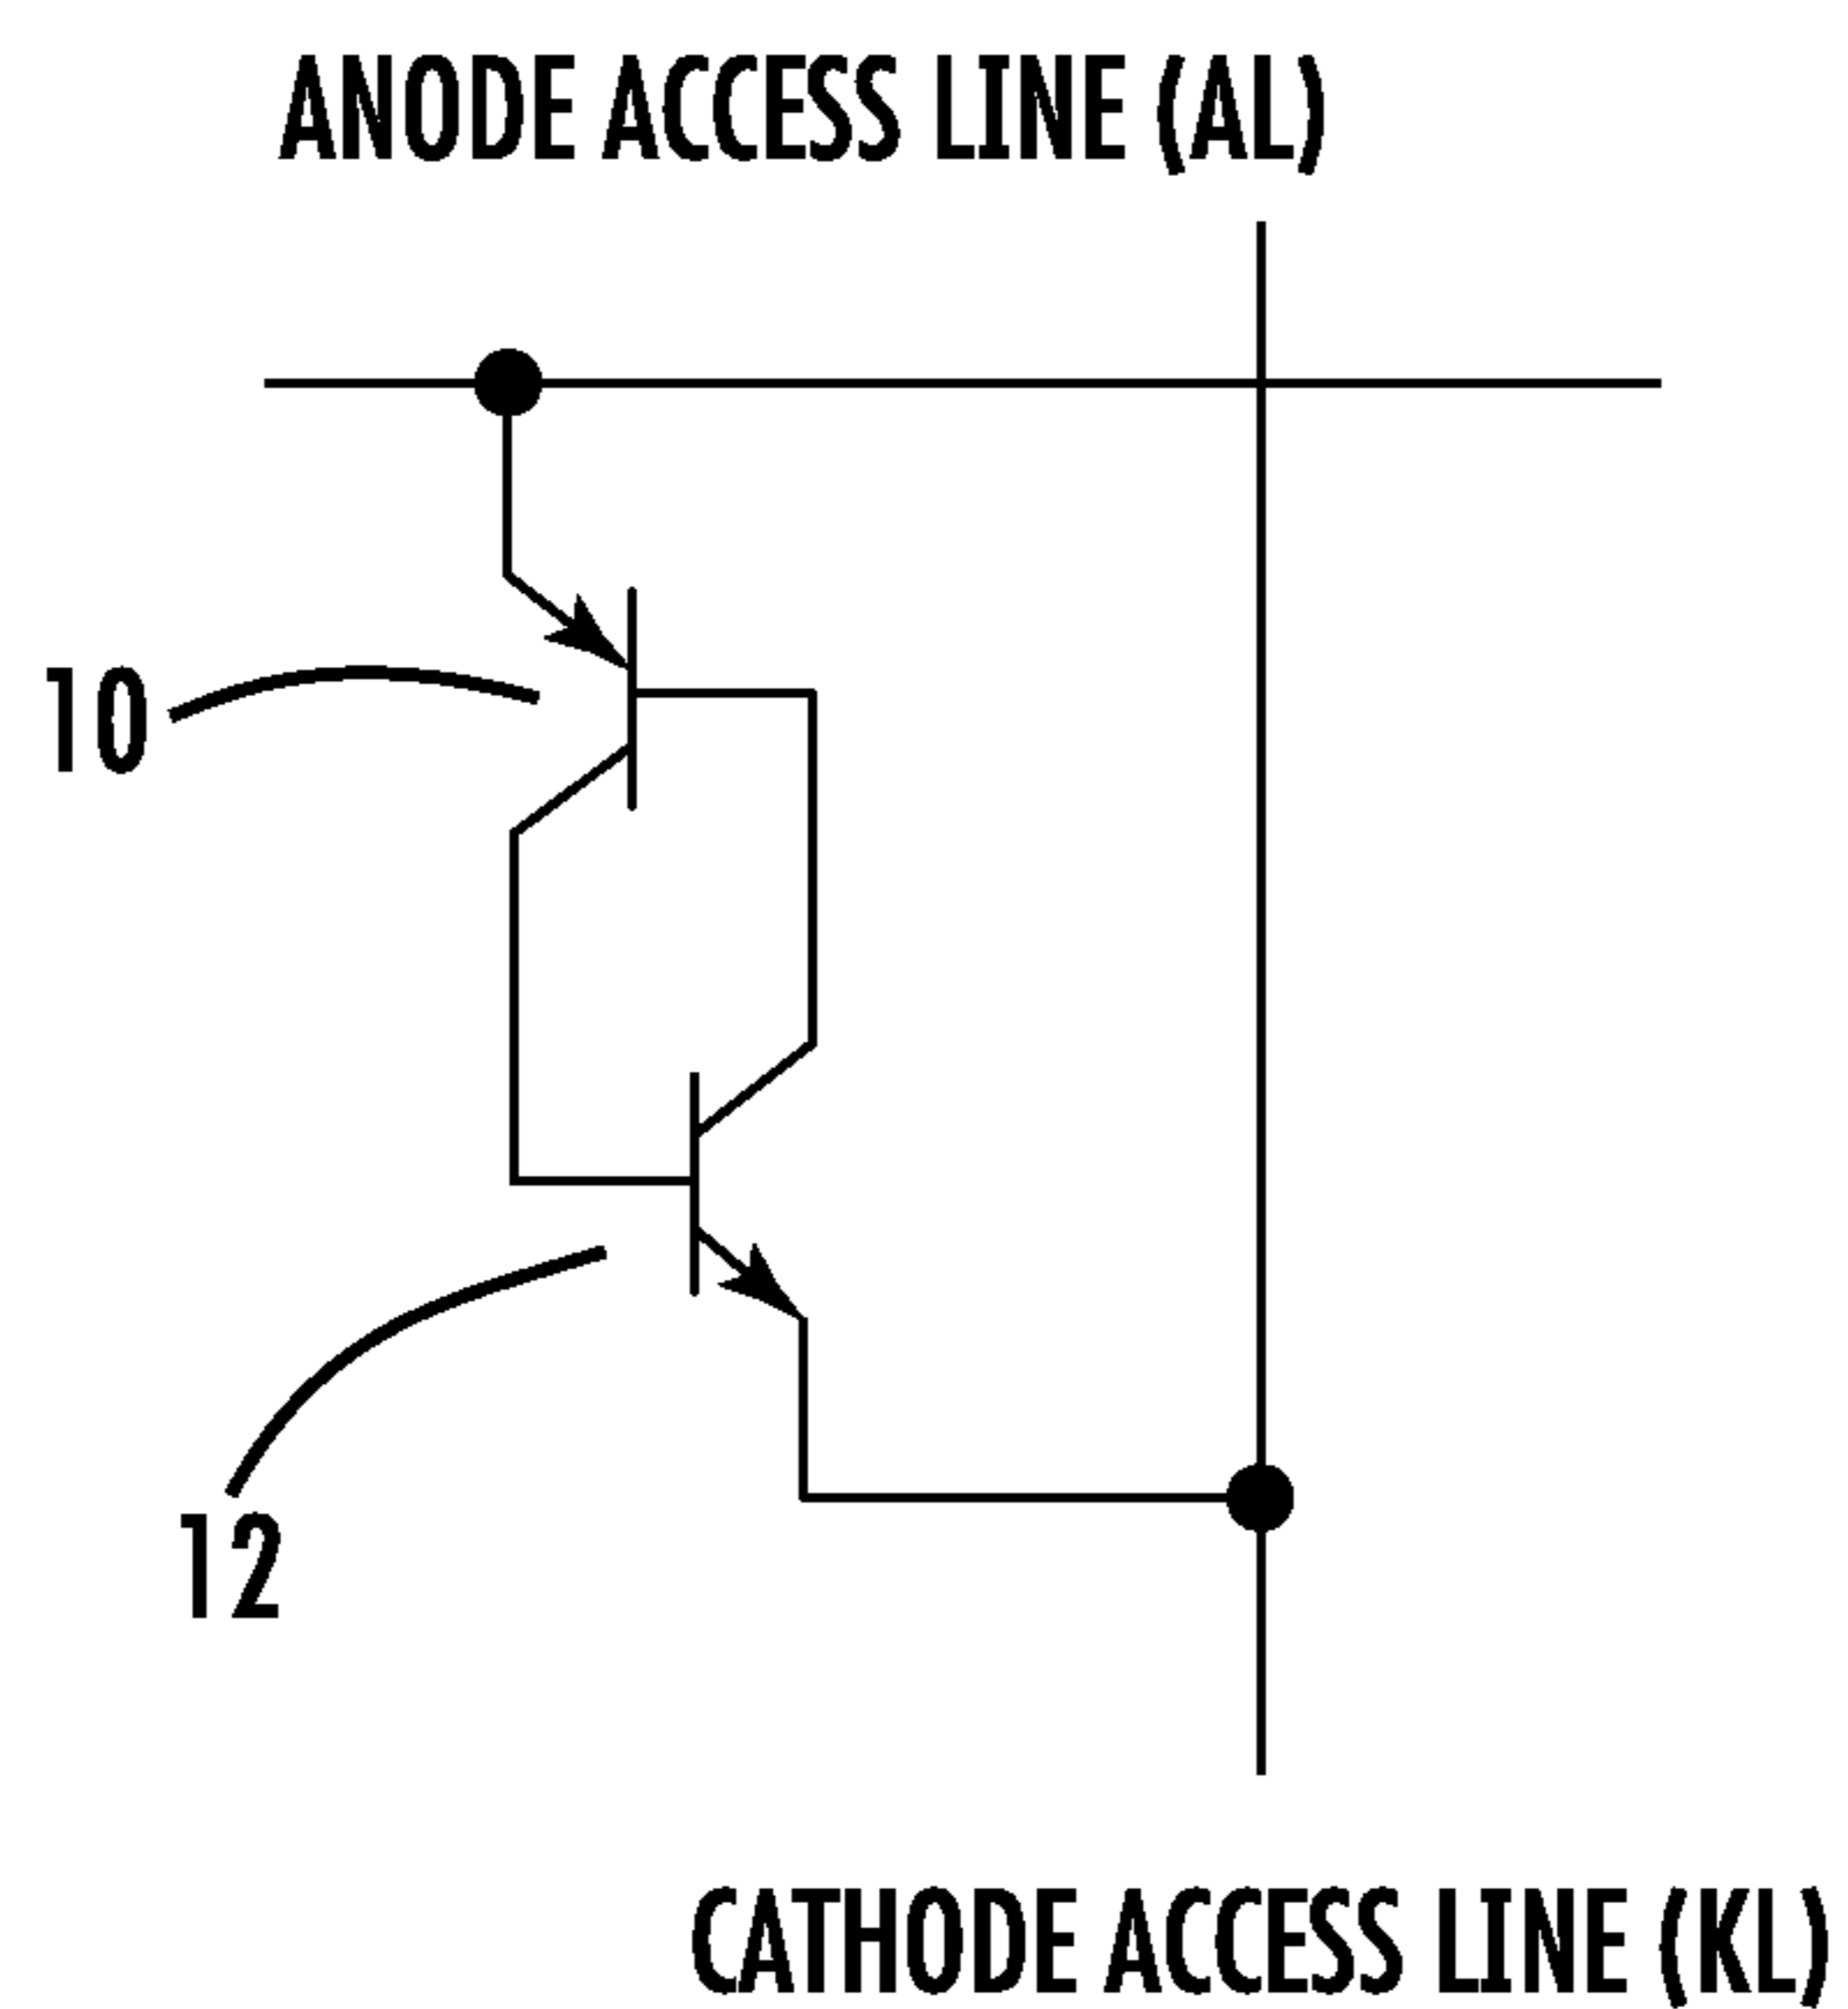 ANODE ACCESS LINE (AL)
10
12
CATHODE ACCESS LINE (KL)